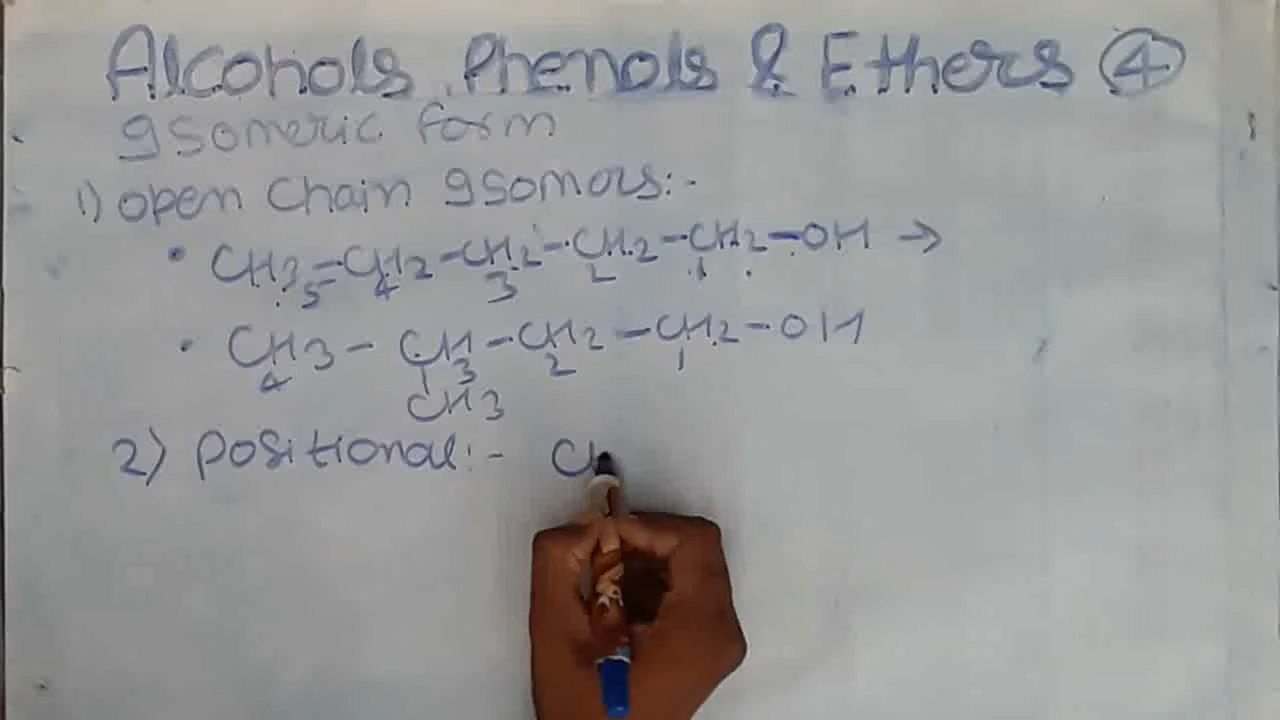 Alcohols, Phenols & Ethers ④
Isomeric form
1) open chain Isomers:-
• CH3-CH2-CH2-CH2-CH2-OH →
5 4 3 2 1
• CH3-CH-CH2-CH2-OH
4 3 2 1
CH3
2) Positional:- CH